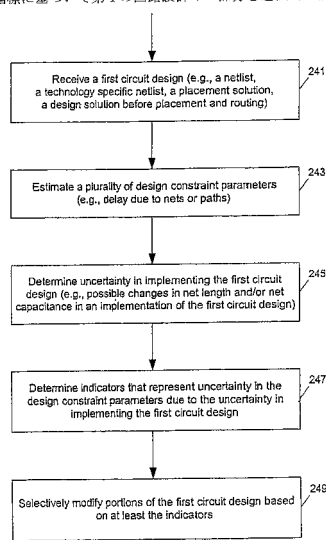 Receive a first circuit design (e.g., a netlist,
a technology specific netlist, a placement solution,
a design solution before placement and routing)
241
Estimate a plurality of design constraint parameters
(e.g., delay due to nets or paths)
243
Determine uncertainty in implementing the first circuit
design (e.g., possible changes in net length and/or net
capacitance in an implementation of the first circuit design)
245
Determine indicators that represent uncertainty in the
design constraint parameters due to the uncertainty in
implementing the first circuit design
247
Selectively modify portions of the first circuit design based
on at least the indicators
249